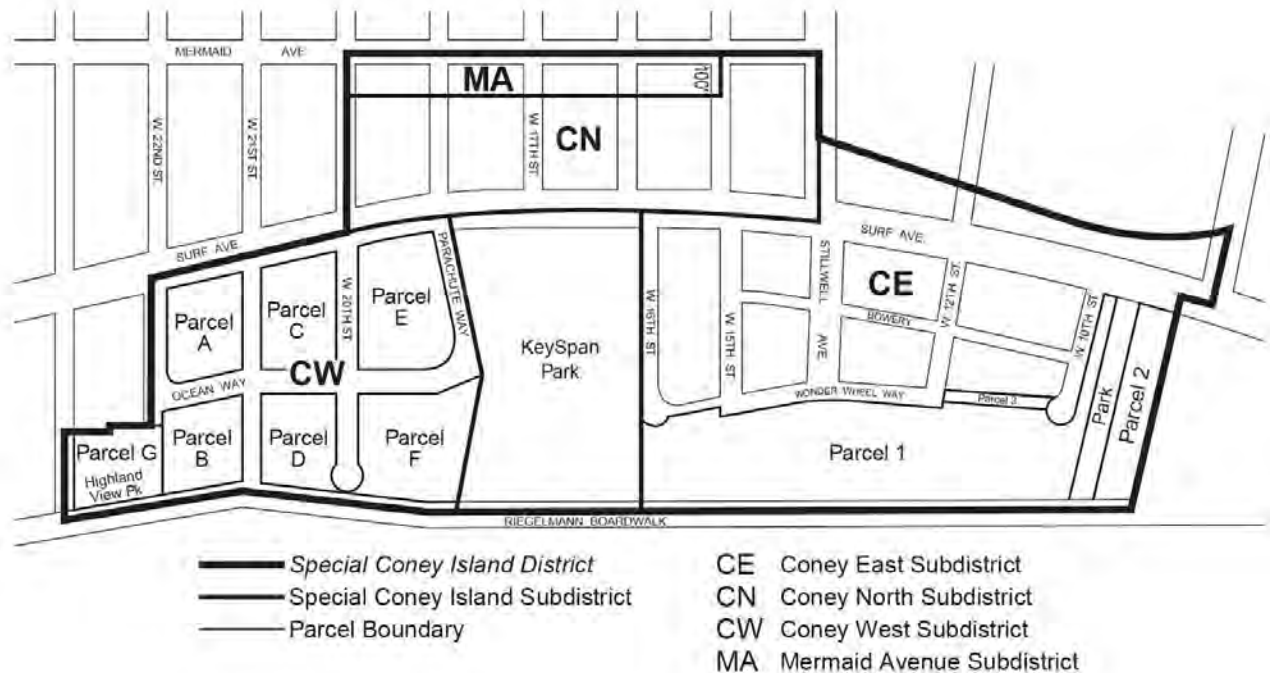 MERMAID AVE
MA
100'
W. 22ND ST.
W. 21ST ST.
W. 17TH ST.
CN
SURF AVE.
SURF AVE.
PARACHUTE WAY
W. 20TH ST.
STILLWELL AVE.
CE
W. 12TH ST.
BOWERY
W. 10TH ST
Parcel A
Parcel C
Parcel E
KeySpan Park
W. 16TH ST
W. 15TH ST.
CW
OCEAN WAY
WONDER WHEEL WAY
Parcel 3
Park
Parcel 2
Parcel G
Highland View Pk
Parcel B
Parcel D
Parcel F
Parcel 1
RIEGELMANN BOARDWALK
Special Coney Island District
Special Coney Island Subdistrict
Parcel Boundary
CE Coney East Subdistrict
CN Coney North Subdistrict
CW Coney West Subdistrict
MA Mermaid Avenue Subdistrict